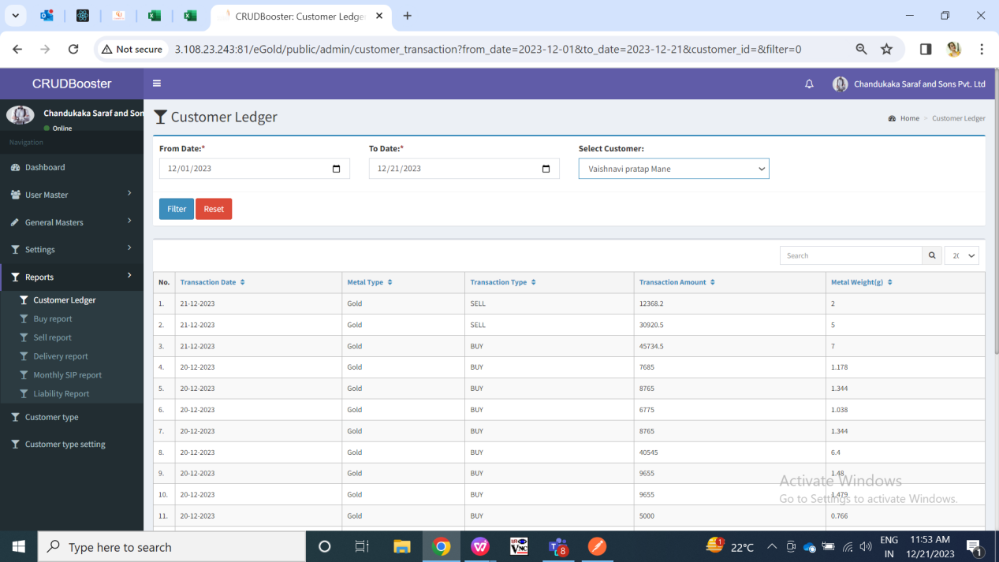 CRUDBooster: Customer Ledge
Not secure 3.108.23.243:81/eGold/public/admin/customer_transaction?from_date=2023-12-01&to_date=2023-12-21&customer_id=&filter=0
CRUDBooster
Chandukaka Saraf and Sons Pvt. Ltd
Chandukaka Saraf and Son
Online
Navigation
Dashboard
User Master
General Masters
Settings
Reports
Customer Ledger
Buy report
Sell report
Delivery report
Monthly SIP report
Liability Report
Customer type
Customer type setting
Customer Ledger
Home > Customer Ledger
From Date:* To Date:* Select Customer:
12/01/2023 12/21/2023 Vaishnavi pratap Mane
Filter Reset
Search 20
No. Transaction Date Metal Type Transaction Type Transaction Amount Metal Weight(g)
1. 21-12-2023 Gold SELL 12368.2 2
2. 21-12-2023 Gold SELL 30920.5 5
3. 21-12-2023 Gold BUY 45734.5 7
4. 20-12-2023 Gold BUY 7685 1.178
5. 20-12-2023 Gold BUY 8765 1.344
6. 20-12-2023 Gold BUY 6775 1.038
7. 20-12-2023 Gold BUY 8765 1.344
8. 20-12-2023 Gold BUY 40545 6.4
9. 20-12-2023 Gold BUY 9655 1.48
10. 20-12-2023 Gold BUY 9655 1.479
11. 20-12-2023 Gold BUY 5000 0.766
Activate Windows
Go to Settings to activate Windows.
Type here to search
8
1
22°C
ENG
IN
11:53 AM
12/21/2023
1